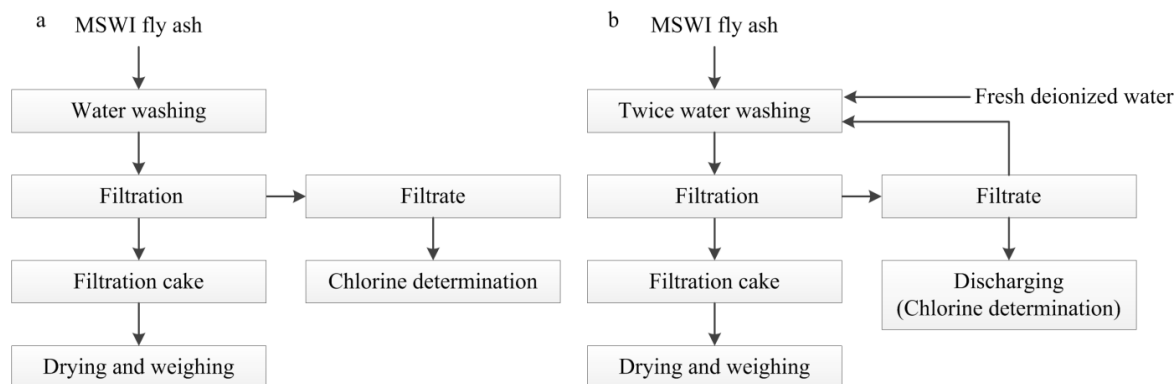 a
MSWI fly ash
Water washing
Filtration
Filtrate
Filtration cake
Chlorine determination
Drying and weighing
b
MSWI fly ash
Twice water washing
Fresh deionized water
Filtration
Filtrate
Filtration cake
Discharging
(Chlorine determination)
Drying and weighing